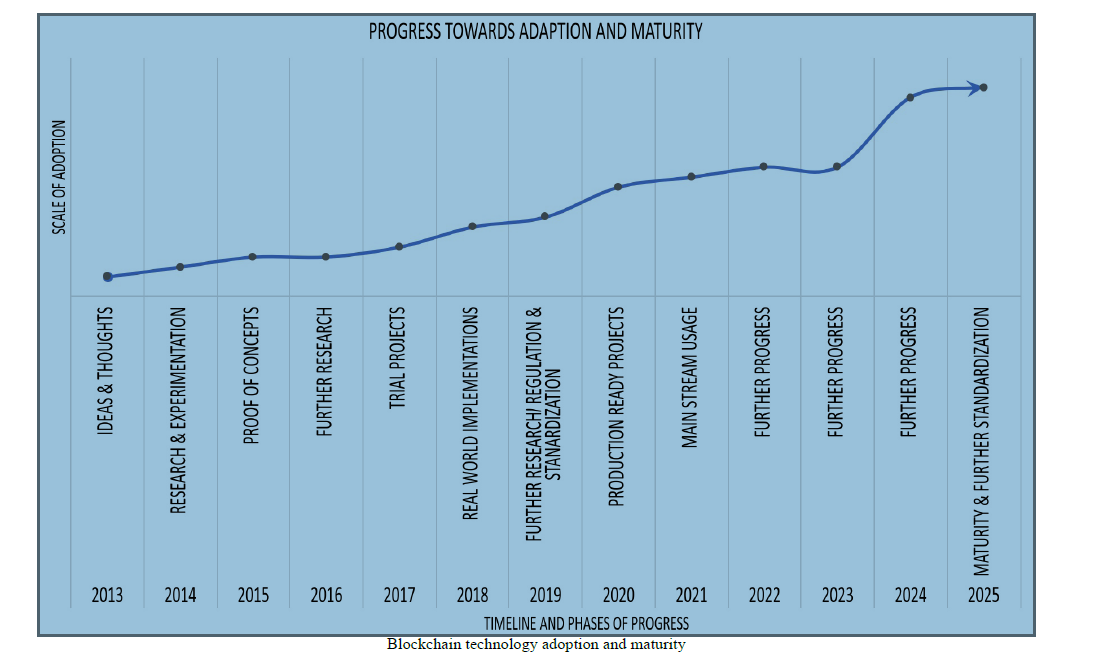 PROGRESS TOWARDS ADAPTION AND MATURITY
SCALE OF ADOPTION
IDEAS & THOUGHTS
RESEARCH & EXPERIMENTATION
PROOF OF CONCEPTS
FURTHER RESEARCH
TRIAL PROJECTS
REAL WORLD IMPLEMENTATIONS
FURTHER RESEARCH/ REGULATION &
STANARDIZATION
PRODUCTION READY PROJECTS
MAIN STREAM USAGE
FURTHER PROGRESS
FURTHER PROGRESS
FURTHER PROGRESS
MATURITY & FURTHER STANDARDIZATION
2013 2014 2015 2016 2017 2018 2019 2020 2021 2022 2023 2024 2025
TIMELINE AND PHASES OF PROGRESS
Blockchain technology adoption and maturity